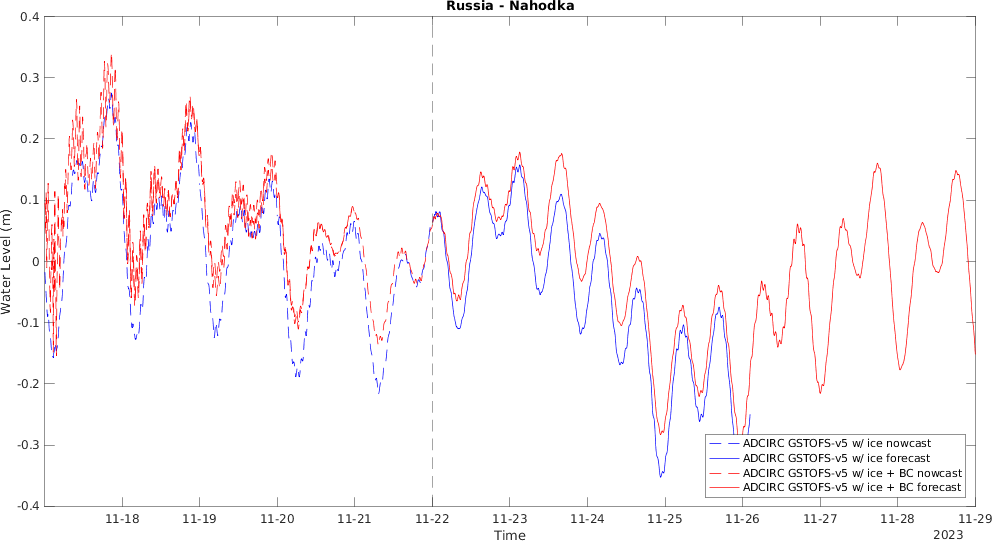 Russia - Nahodka
Water Level (m)
0.4
0.3
0.2
0.1
0
-0.1
-0.2
-0.3
-0.4
ADCIRC GSTOFS-v5 w/ ice nowcast
ADCIRC GSTOFS-v5 w/ ice forecast
ADCIRC GSTOFS-v5 w/ ice + BC nowcast
ADCIRC GSTOFS-v5 w/ ice + BC forecast
11-18 11-19 11-20 11-21 11-22 11-23 11-24 11-25 11-26 11-27 11-28 11-29
Time
2023